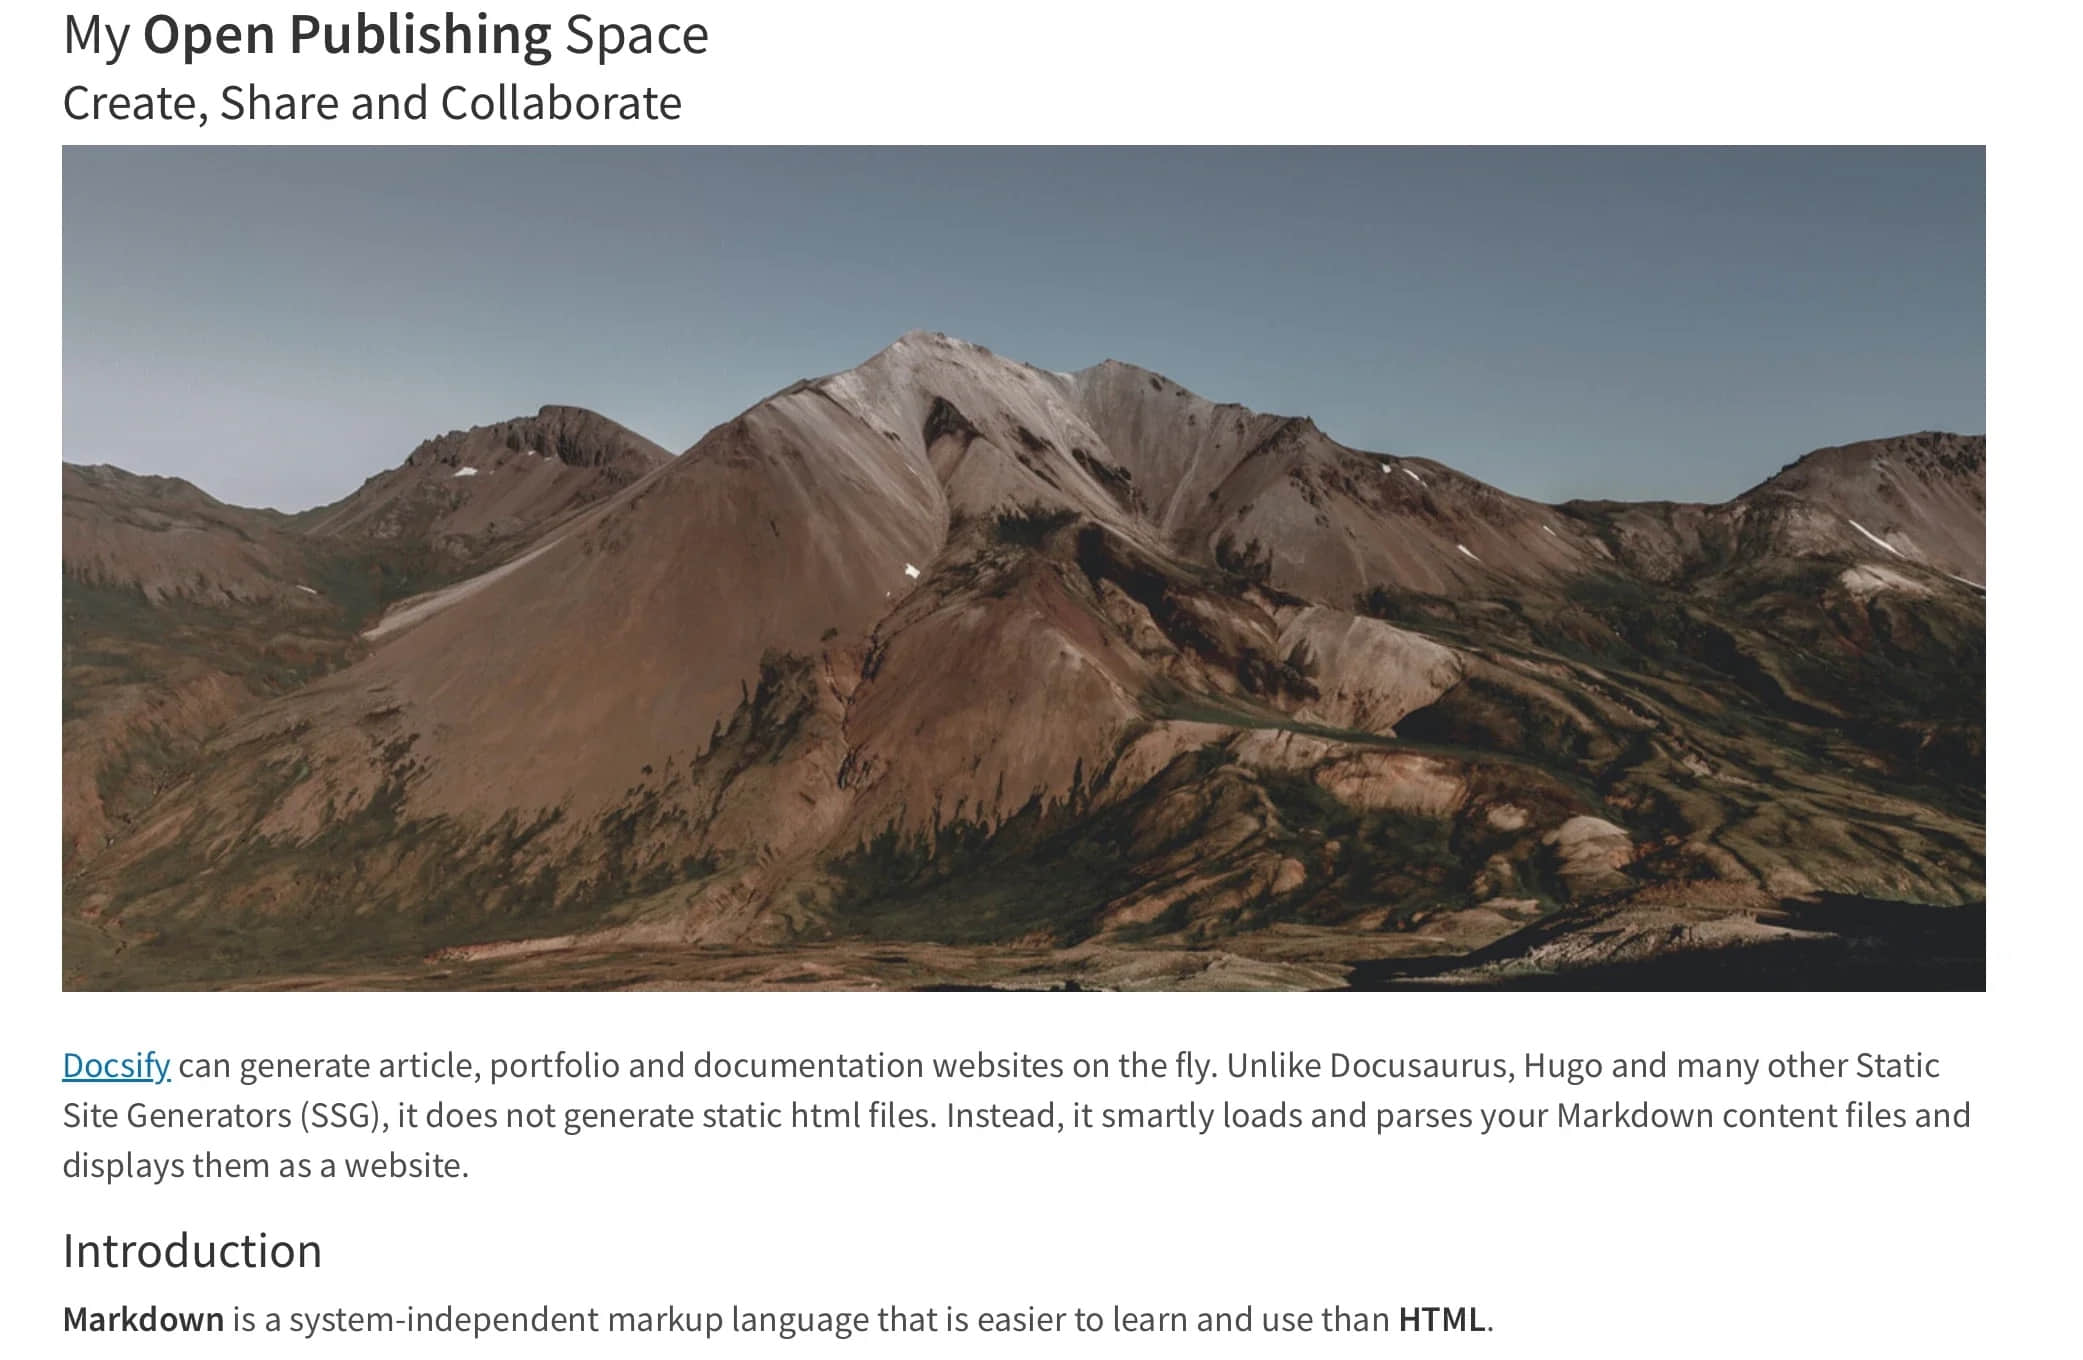 My Open Publishing Space
Create, Share and Collaborate
Docsify can generate article, portfolio and documentation websites on the fly. Unlike Docusaurus, Hugo and many other Static
Site Generators (SSG), it does not generate static html files. Instead, it smartly loads and parses your Markdown content files and
displays them as a website.
Introduction
Markdown is a system-independent markup language that is easier to learn and use than HTML.